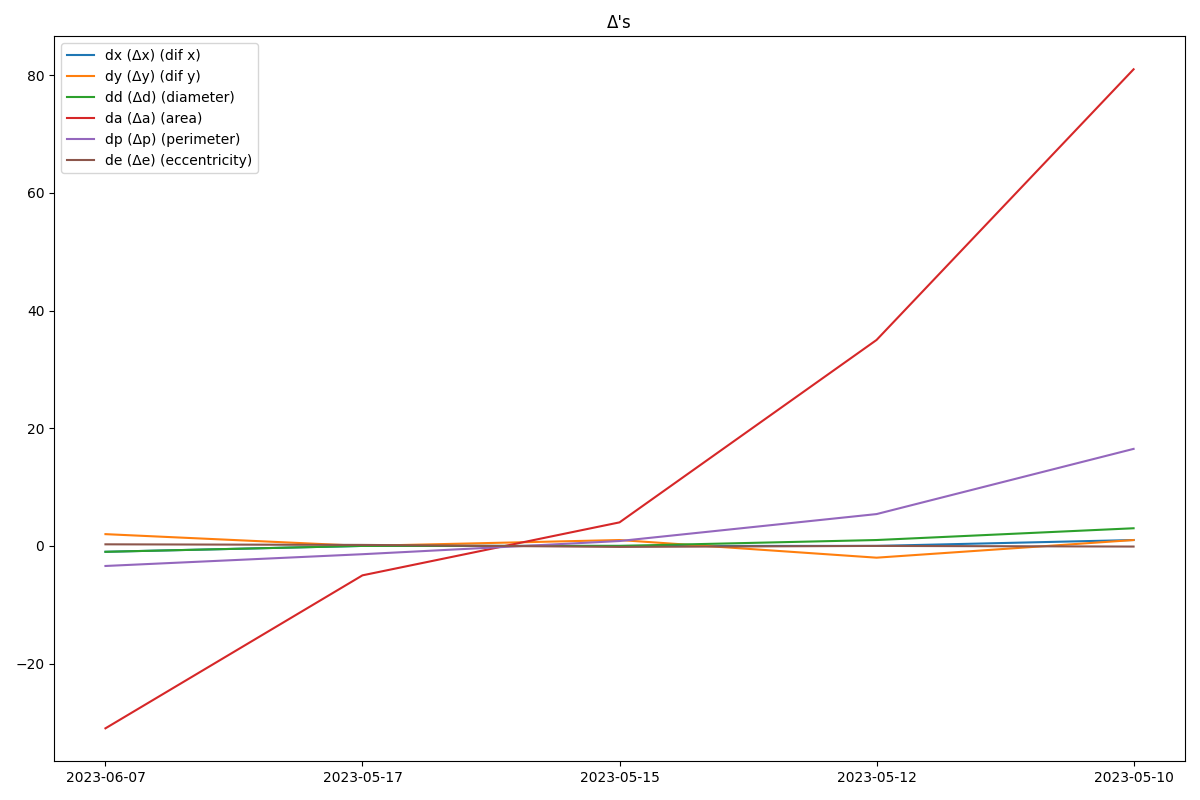 Δ's
dx (Δx) (dif x)
dy (Δy) (dif y)
dd (Δd) (diameter)
da (Δa) (area)
dp (Δp) (perimeter)
de (Δe) (eccentricity)
80
60
40
20
0
−20
2023-06-07 2023-05-17 2023-05-15 2023-05-12 2023-05-10